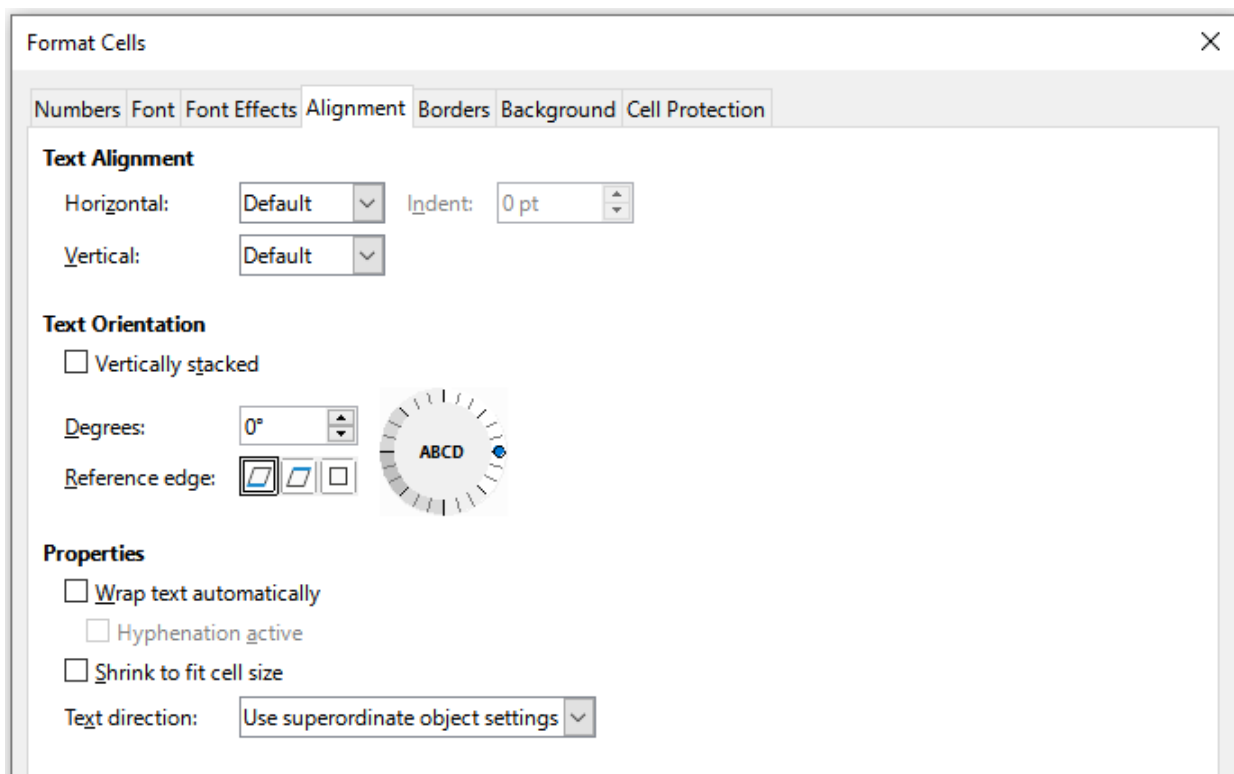 Format Cells
Numbers Font Font Effects Alignment Borders Background Cell Protection
Text Alignment
Horizontal: Default Indent: 0 pt
Vertical: Default
Text Orientation
Vertically stacked
Degrees: 0° ABCD
Reference edge:
Properties
Wrap text automatically
Hyphenation active
Shrink to fit cell size
Text direction: Use superordinate object settings